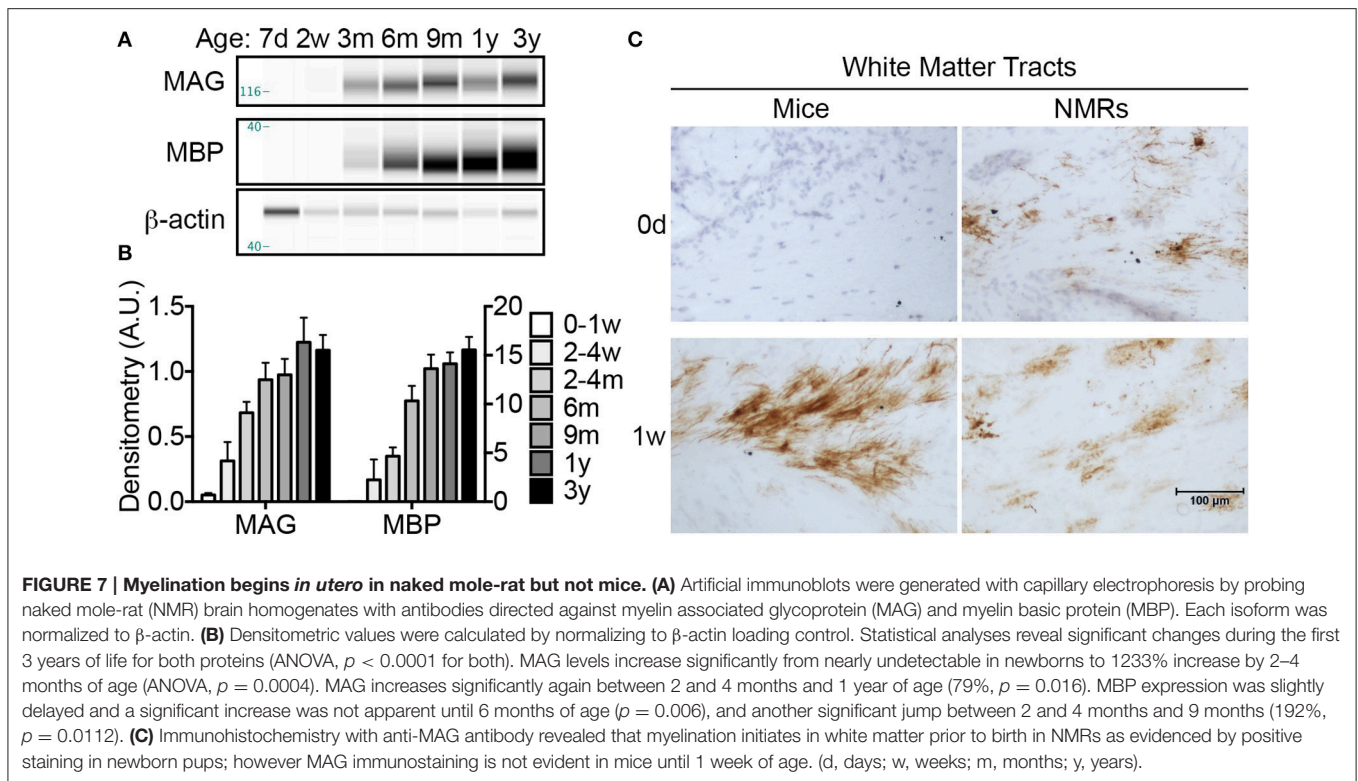 A
Age: 7d 2w 3m 6m 9m 1y 3y
MAG
116-
40-
MBP
β-actin
40-
B
Densitometry (A.U.)
1.5
1.0
0.5
0.0
20
15
10
5
0
MAG
MBP
0-1w
2-4w
2-4m
6m
9m
1y
3y
C
White Matter Tracts
Mice
NMRs
0d
1w
100 µm
FIGURE 7 | Myelination begins in utero in naked mole-rat but not mice. (A) Artificial immunoblots were generated with capillary electrophoresis by probing
naked mole-rat (NMR) brain homogenates with antibodies directed against myelin associated glycoprotein (MAG) and myelin basic protein (MBP). Each isoform was
normalized to β-actin. (B) Densitometric values were calculated by normalizing to β-actin loading control. Statistical analyses reveal significant changes during the first
3 years of life for both proteins (ANOVA, p < 0.0001 for both). MAG levels increase significantly from nearly undetectable in newborns to 1233% increase by 2–4
months of age (ANOVA, p = 0.0004). MAG increases significantly again between 2 and 4 months and 1 year of age (79%, p = 0.016). MBP expression was slightly
delayed and a significant increase was not apparent until 6 months of age (p = 0.006), and another significant jump between 2 and 4 months and 9 months (192%,
p = 0.0112). (C) Immunohistochemistry with anti-MAG antibody revealed that myelination initiates in white matter prior to birth in NMRs as evidenced by positive
staining in newborn pups; however MAG immunostaining is not evident in mice until 1 week of age. (d, days; w, weeks; m, months; y, years).